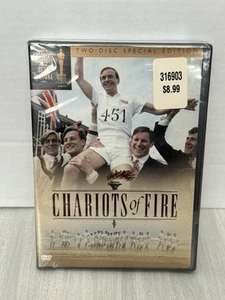 TWO-DISC SPECIAL EDITION
316903
$8.99
451
CHARIOTS of FIRE
DVD